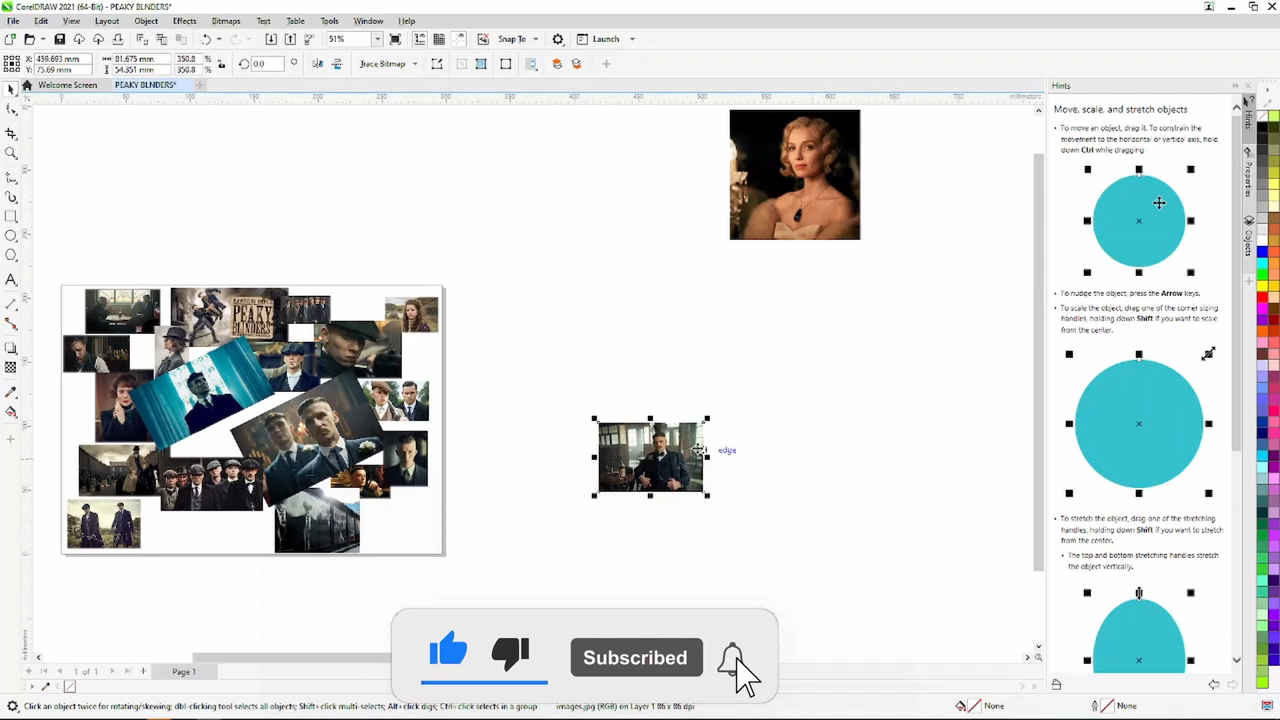 CorelDRAW 2021 (64-Bit) - PEAKY BLNDERS*
File Edit View Layout Object Effects Bitmaps Text Table Tools Window Help
51% Snap To Launch
X: 459.693 mm 81.675 mm 350.8 %
Y: 75.69 mm 54.351 mm 350.8 %
0.0 Trace Bitmap
Welcome Screen PEAKY BLNDERS*
Hints
millimeters
Move, scale, and stretch objects
• To move an object, drag it. To constrain the
movement to the horizontal or vertical axis, hold
down Ctrl while dragging.
Hints
Properties
Objects
• To nudge the object, press the Arrow keys.
• To scale the object, drag one of the corner sizing
handles, holding down Shift if you want to scale
from the center.
PEAKY
BLINDERS
edge
• To stretch the object, drag one of the stretching
handles, holding down Shift if you want to stretch
from the center.
• The top and bottom stretching handles stretch
the object vertically.
Subscribed
1 of 1 Page 1
Click an object twice for rotating/skewing; dbl-clicking tool selects all objects; Shift+click multi-selects; Alt+click digs; Ctrl+click selects in a group images.jpg (RGB) on Layer 1 86 x 86 dpi None None